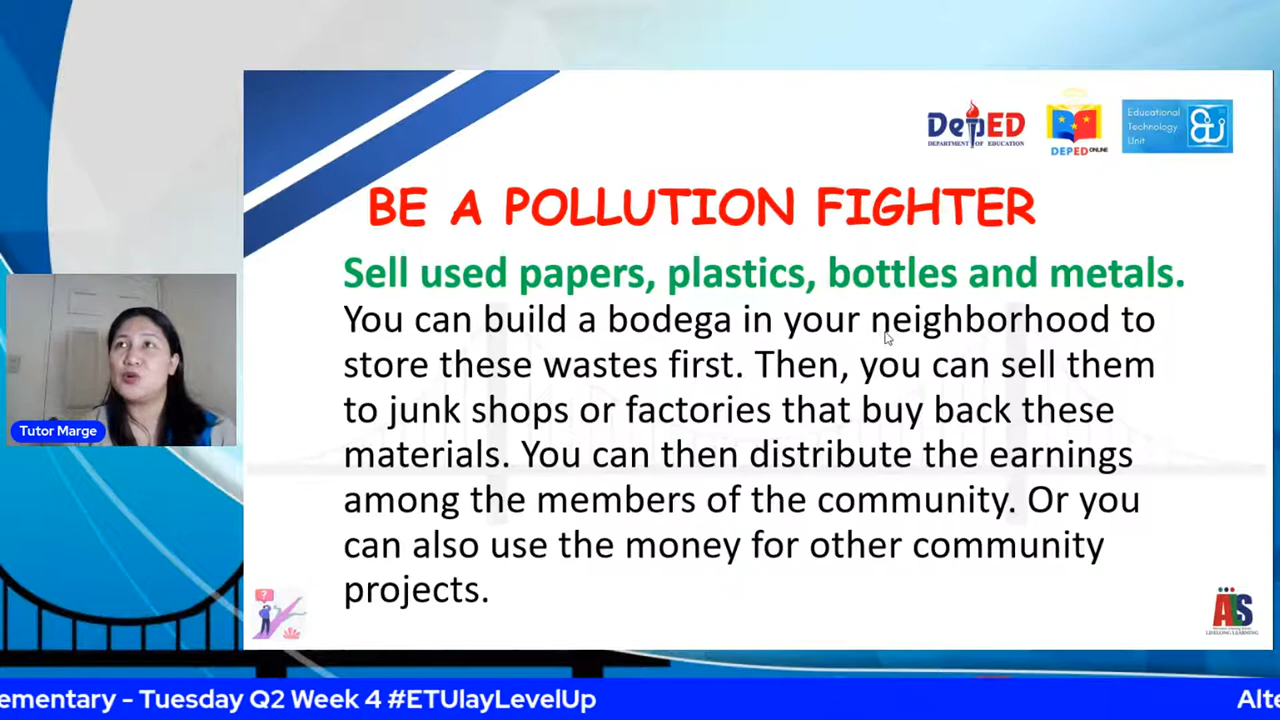 DepED
DEPARTMENT OF EDUCATION
DEPED ONLINE
Educational
Technology
Unit
BE A POLLUTION FIGHTER
Sell used papers, plastics, bottles and metals.
You can build a bodega in your neighborhood to
store these wastes first. Then, you can sell them
to junk shops or factories that buy back these
materials. You can then distribute the earnings
among the members of the community. Or you
can also use the money for other community
projects.
Tutor Marge
?
ALS
LIFELONG LEARNING
ementary - Tuesday Q2 Week 4 #ETUlayLevelUp
Alte